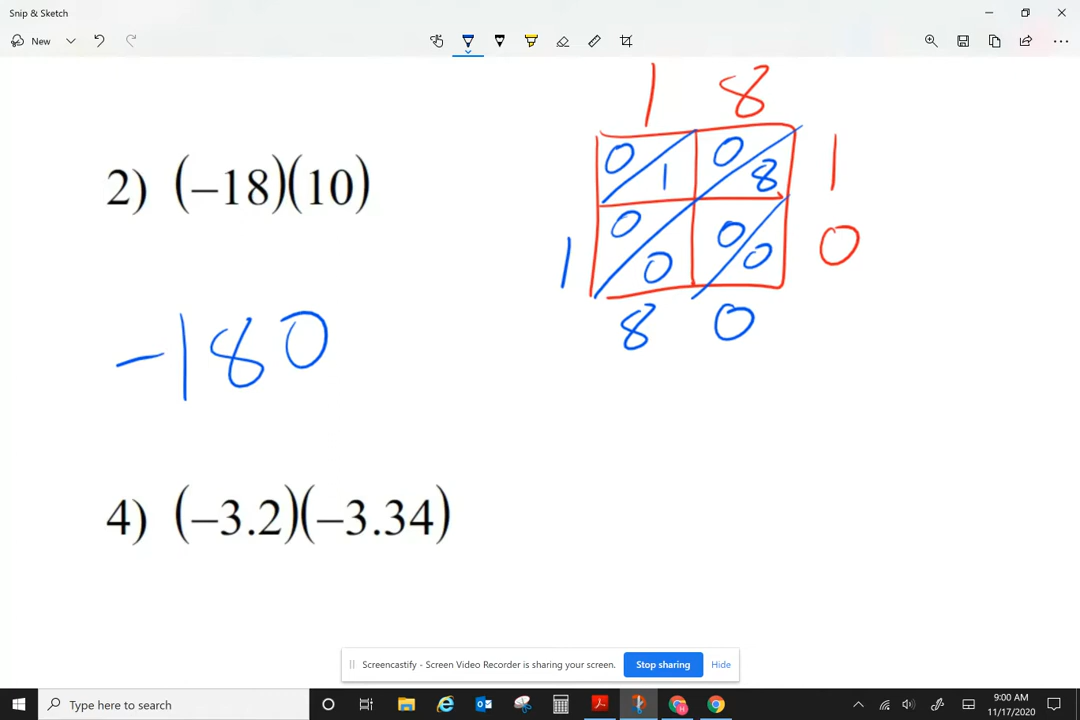 Snip & Sketch
New
1 8
2) (−18)(10)
0 1 0 8 1
0 0 0 0 0
1
8 0
-180
4) (−3.2)(−3.34)
Screencastify - Screen Video Recorder is sharing your screen. Stop sharing Hide
Type here to search
9:00 AM
11/17/2020